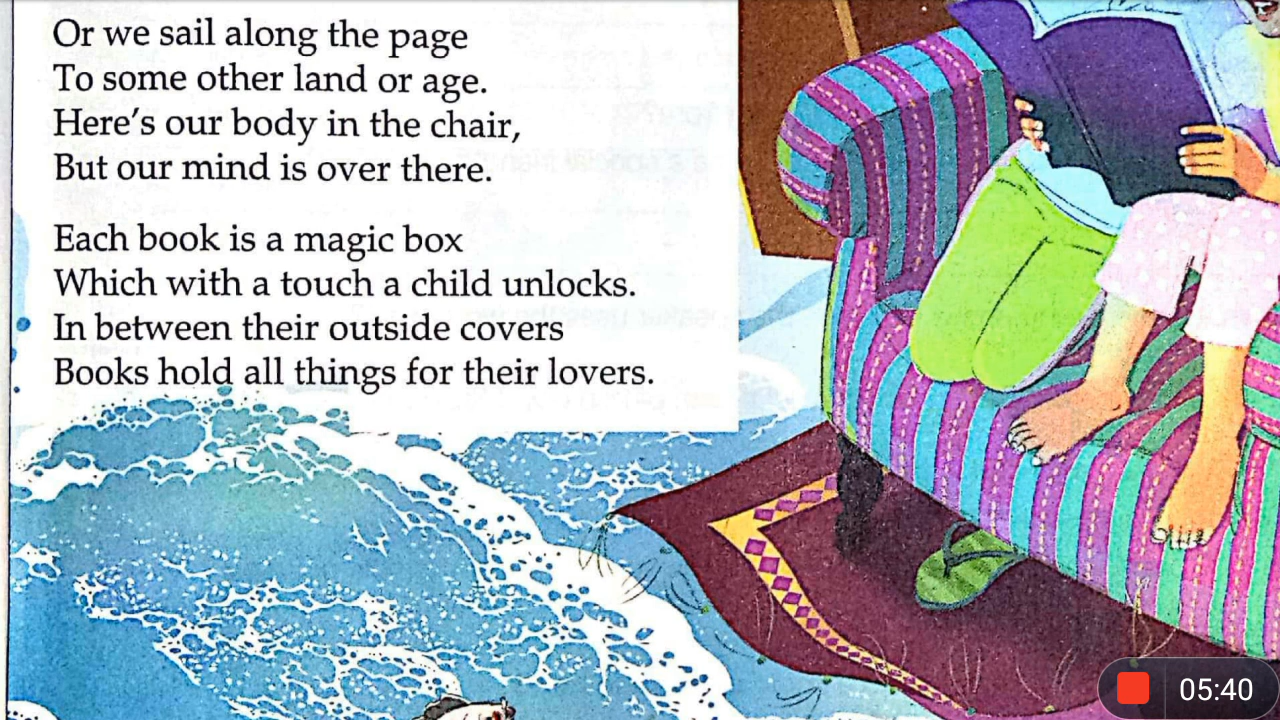 Or we sail along the page
To some other land or age.
Here's our body in the chair,
But our mind is over there.
Each book is a magic box
Which with a touch a child unlocks.
In between their outside covers
Books hold all things for their lovers.
05:40